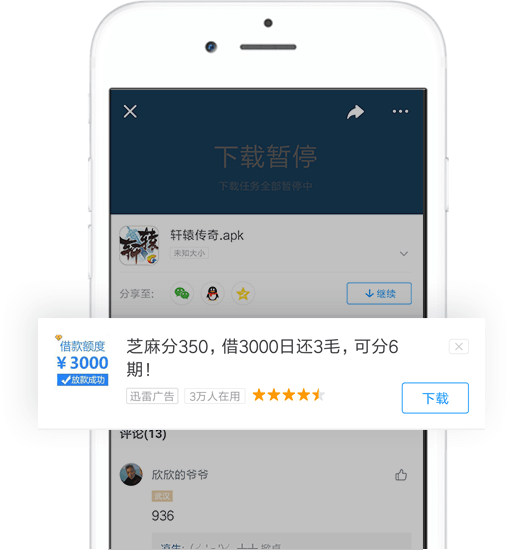 下载暂停
下载任务全部暂停中
轩辕
轩辕传奇.apk
未知大小
分享至:
继续
借款额度
¥3000
放款成功
芝麻分350，借3000日还3毛，可分6
期！
迅雷广告 3万人在用
下载
评论(13)
欣欣的爷爷
武汉
936